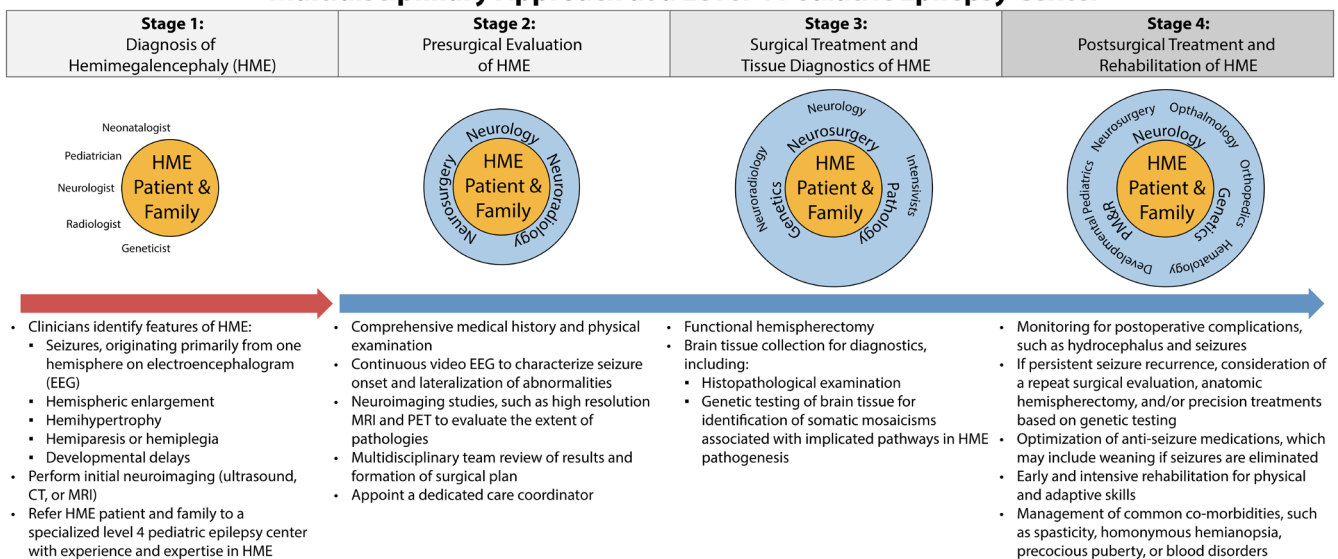 Multidisciplinary Approach and Level 4 Pediatric Epilepsy Center
Stage 1:
Diagnosis of
Hemimegalencephaly (HME)
Stage 2:
Presurgical Evaluation
of HME
Stage 3:
Surgical Treatment and
Tissue Diagnostics of HME
Stage 4:
Postsurgical Treatment and
Rehabilitation of HME
Neonatalogist
Pediatrician
Neurologist
Radiologist
Geneticist
HME
Patient &
Family
Neurology
Neuroradiology
Neurosurgery
HME
Patient &
Family
Neurology
Intensivists
Neuroradiology
Neurosurgery
Pathology
Genetics
HME
Patient &
Family
Neurosurgery
Opthalmology
Orthopedics
Hematology
Developmental Pediatrics
Neurology
Genetics
PM&R
HME
Patient &
Family
• Clinicians identify features of HME:
▪ Seizures, originating primarily from one
hemisphere on electroencephalogram
(EEG)
▪ Hemispheric enlargement
▪ Hemihypertrophy
▪ Hemiparesis or hemiplegia
▪ Developmental delays
• Perform initial neuroimaging (ultrasound,
CT, or MRI)
• Refer HME patient and family to a
specialized level 4 pediatric epilepsy center
with experience and expertise in HME
• Comprehensive medical history and physical
examination
• Continuous video EEG to characterize seizure
onset and lateralization of abnormalities
• Neuroimaging studies, such as high resolution
MRI and PET to evaluate the extent of
pathologies
• Multidisciplinary team review of results and
formation of surgical plan
• Appoint a dedicated care coordinator
• Functional hemispherectomy
• Brain tissue collection for diagnostics,
including:
▪ Histopathological examination
▪ Genetic testing of brain tissue for
identification of somatic mosaicisms
associated with implicated pathways in HME
pathogenesis
• Monitoring for postoperative complications,
such as hydrocephalus and seizures
• If persistent seizure recurrence, consideration of
a repeat surgical evaluation, anatomic
hemispherectomy, and/or precision treatments
based on genetic testing
• Optimization of anti-seizure medications, which
may include weaning if seizures are eliminated
• Early and intensive rehabilitation for physical
and adaptive skills
• Management of common co-morbidities, such
as spasticity, homonymous hemianopsia,
precocious puberty, or blood disorders